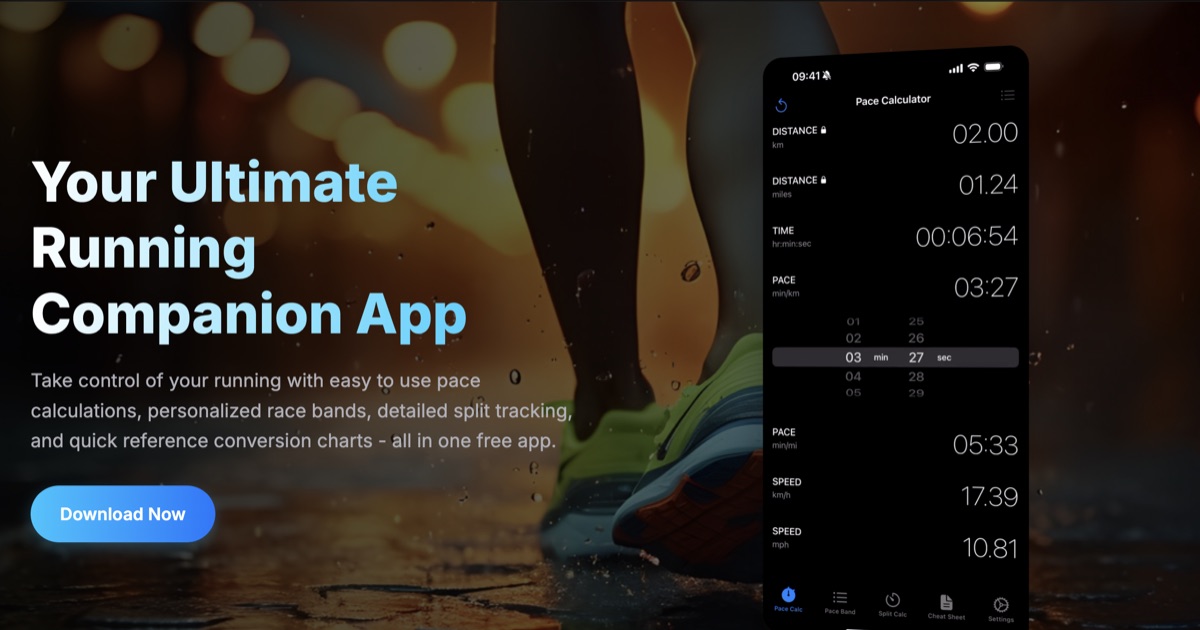 Your Ultimate
Running
Companion App
Take control of your running with easy to use pace
calculations, personalized race bands, detailed split tracking,
and quick reference conversion charts - all in one free app.
Download Now
09:41
Pace Calculator
DISTANCE
km
02.00
DISTANCE
miles
01.24
TIME
hr:min:sec
00:06:54
PACE
min/km
03:27
01 25
02 26
03 min 27 sec
04 28
05 29
PACE
min/mi
05:33
SPEED
km/h
17.39
SPEED
mph
10.81
Pace Calc Pace Band Split Calc Cheat Sheet Settings